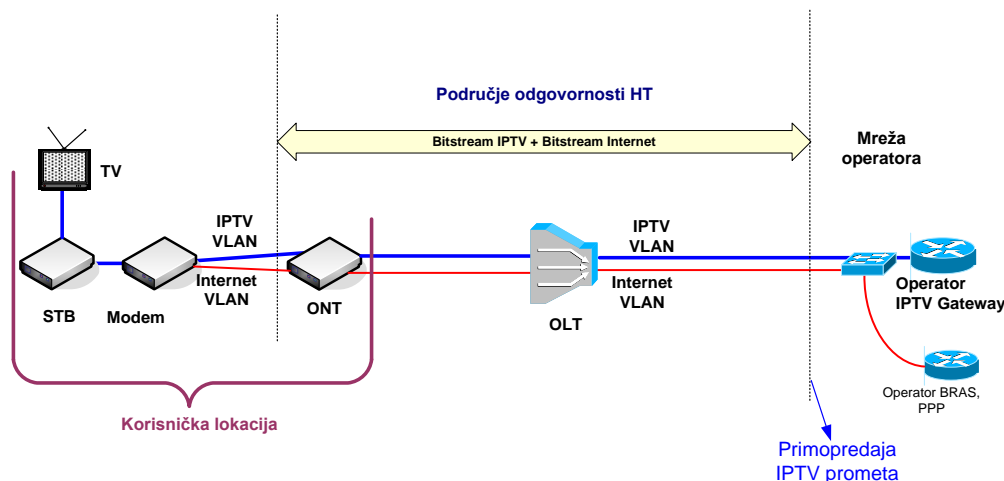 Područje odgovornosti HT
Bitstream IPTV + Bitstream Internet
Mreža
operatora
TV
IPTV
VLAN
IPTV
VLAN
Internet
VLAN
Internet
VLAN
Operator
IPTV Gateway
STB
Modem
ONT
OLT
Operator BRAS,
PPP
Korisnička lokacija
Primopredaja
IPTV prometa